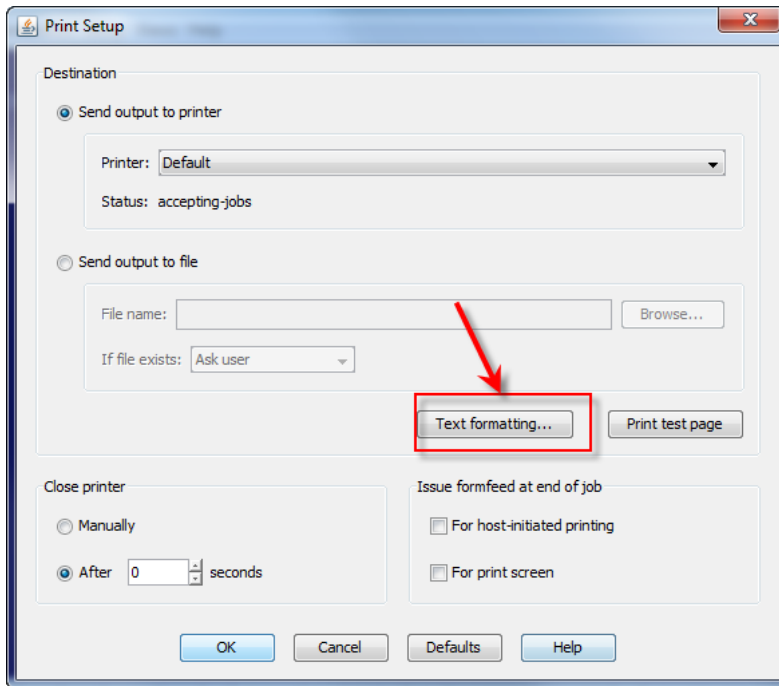 Print Setup
Destination
Send output to printer
Printer: Default
Status: accepting-jobs
Send output to file
File name: Browse...
If file exists: Ask user
Text formatting... Print test page
Close printer
Manually
After 0 seconds
Issue formfeed at end of job
For host-initiated printing
For print screen
OK Cancel Defaults Help